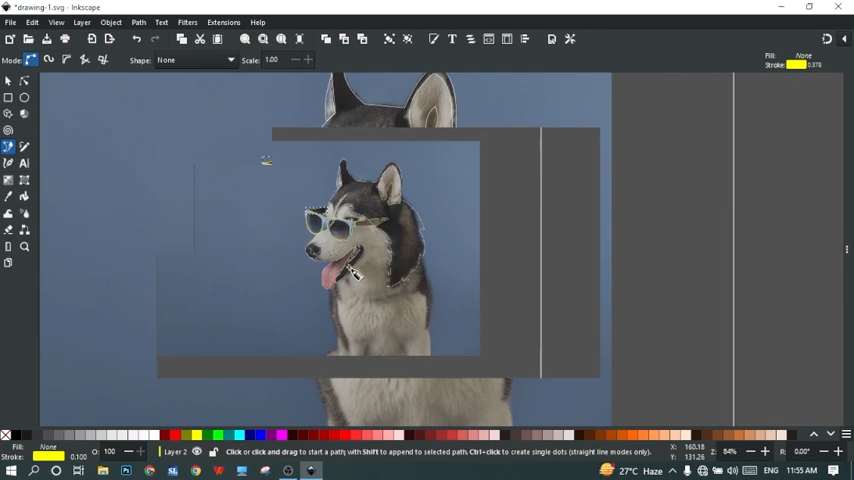 *drawing-1.svg - Inkscape
File Edit View Layer Object Path Text Filters Extensions Help
Mode: Shape: None Scale: 1.00 Fill: None
Stroke: 0.378
Fill: None
Stroke: 0.100 O: 100 Layer 2 Click or click and drag to start a path; with Shift to append to selected path. Ctrl+click to create single dots (straight line modes only). X: 160.18
Y: 131.26 Z: 84% R: 0.00°
27°C Haze ENG 11:55 AM